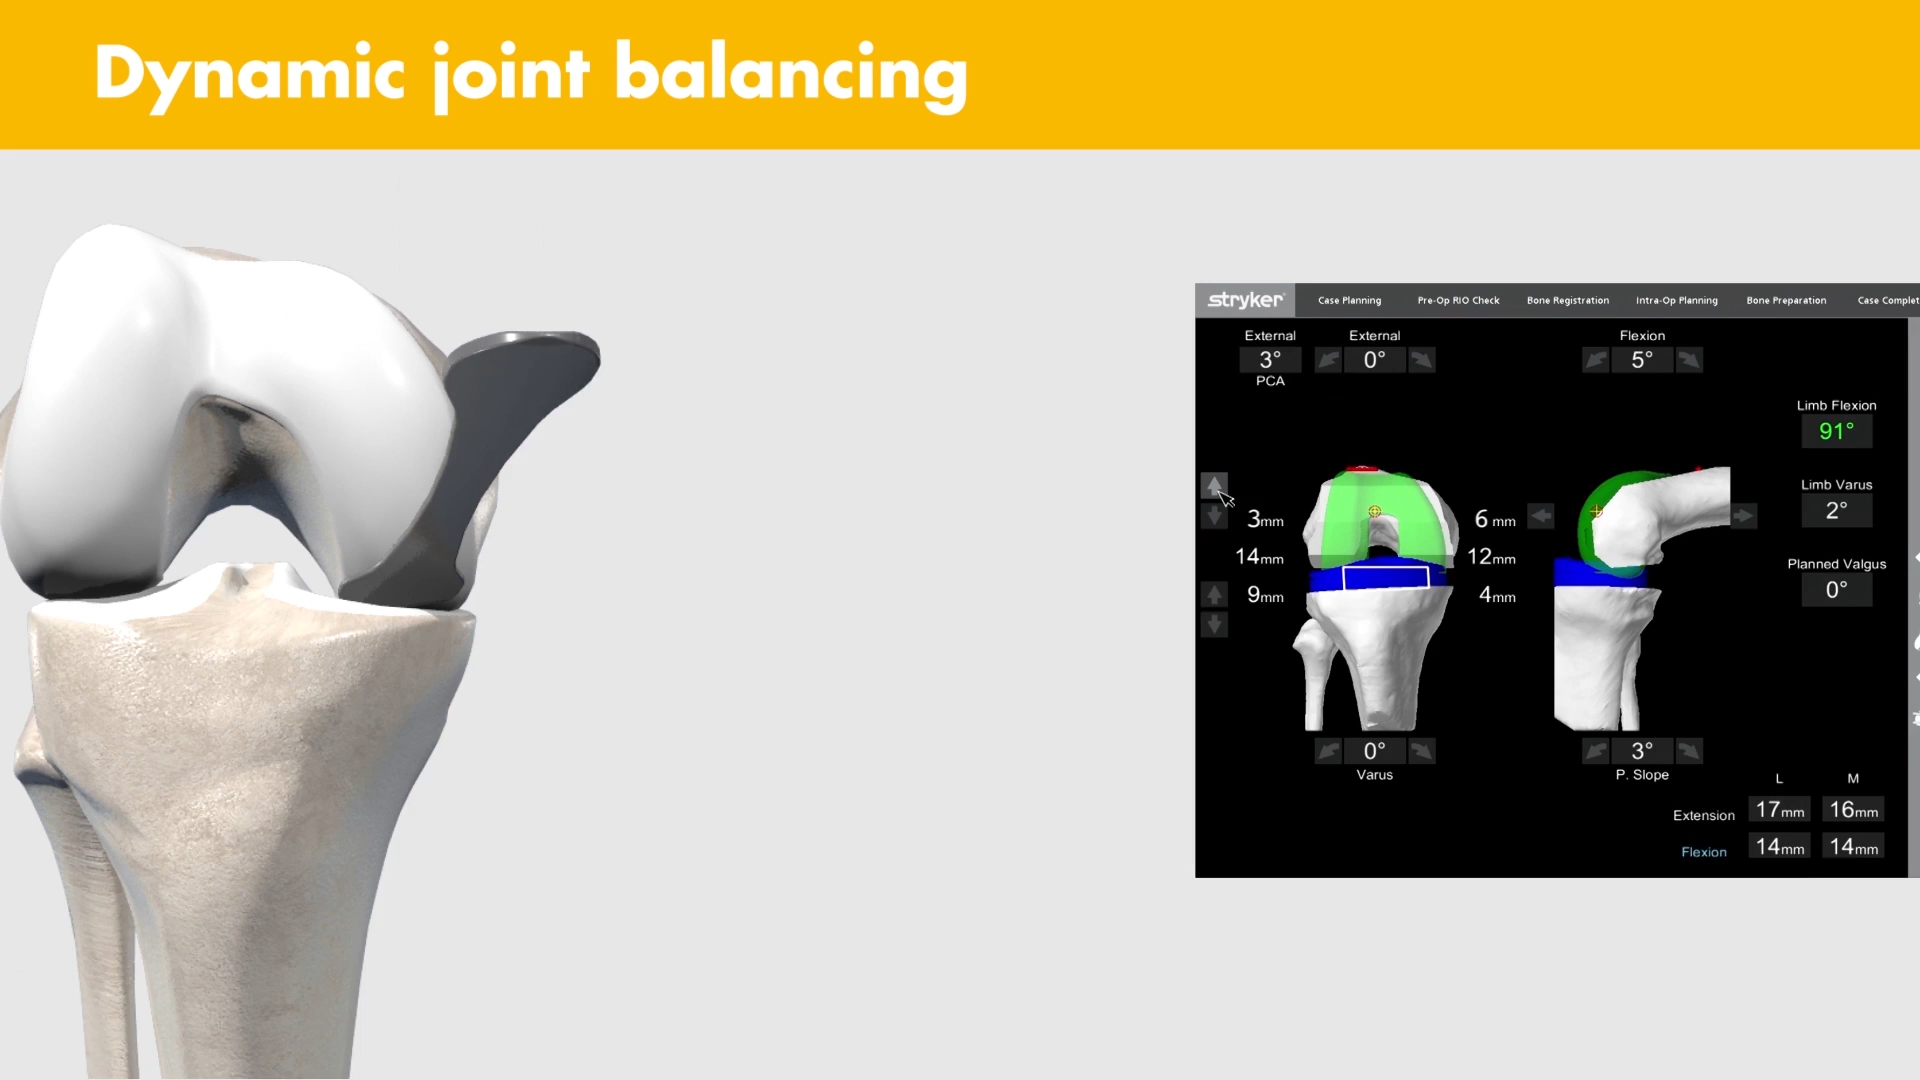 Dynamic joint balancing
stryker Case Planning Pre-Op RIO Check Bone Registration Intra-Op Planning Bone Preparation Case Complet
External External Flexion
3° 0° 5°
PCA
Limb Flexion
91°
Limb Varus
2°
3mm 6 mm
14mm 12mm
Planned Valgus
0°
9mm 4mm
0° 3°
Varus P. Slope
L M
Extension 17mm 16mm
Flexion 14mm 14mm